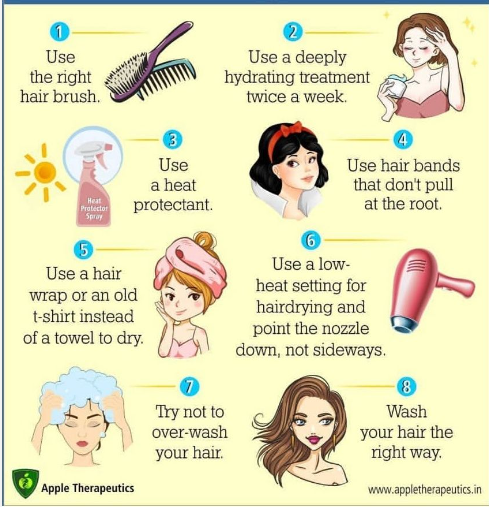 1
Use
the right
hair brush.
2
Use a deeply
hydrating treatment
twice a week.
3
Use
a heat
protectant.
Heat
Protector
Spray
4
Use hair bands
that don't pull
at the root.
5
Use a hair
wrap or an old
t-shirt instead
of a towel to dry.
6
Use a low-
heat setting for
hairdrying and
point the nozzle
down, not sideways.
7
Try not to
over-wash
your hair.
8
Wash
your hair the
right way.
Apple Therapeutics
www.appletherapeutics.in